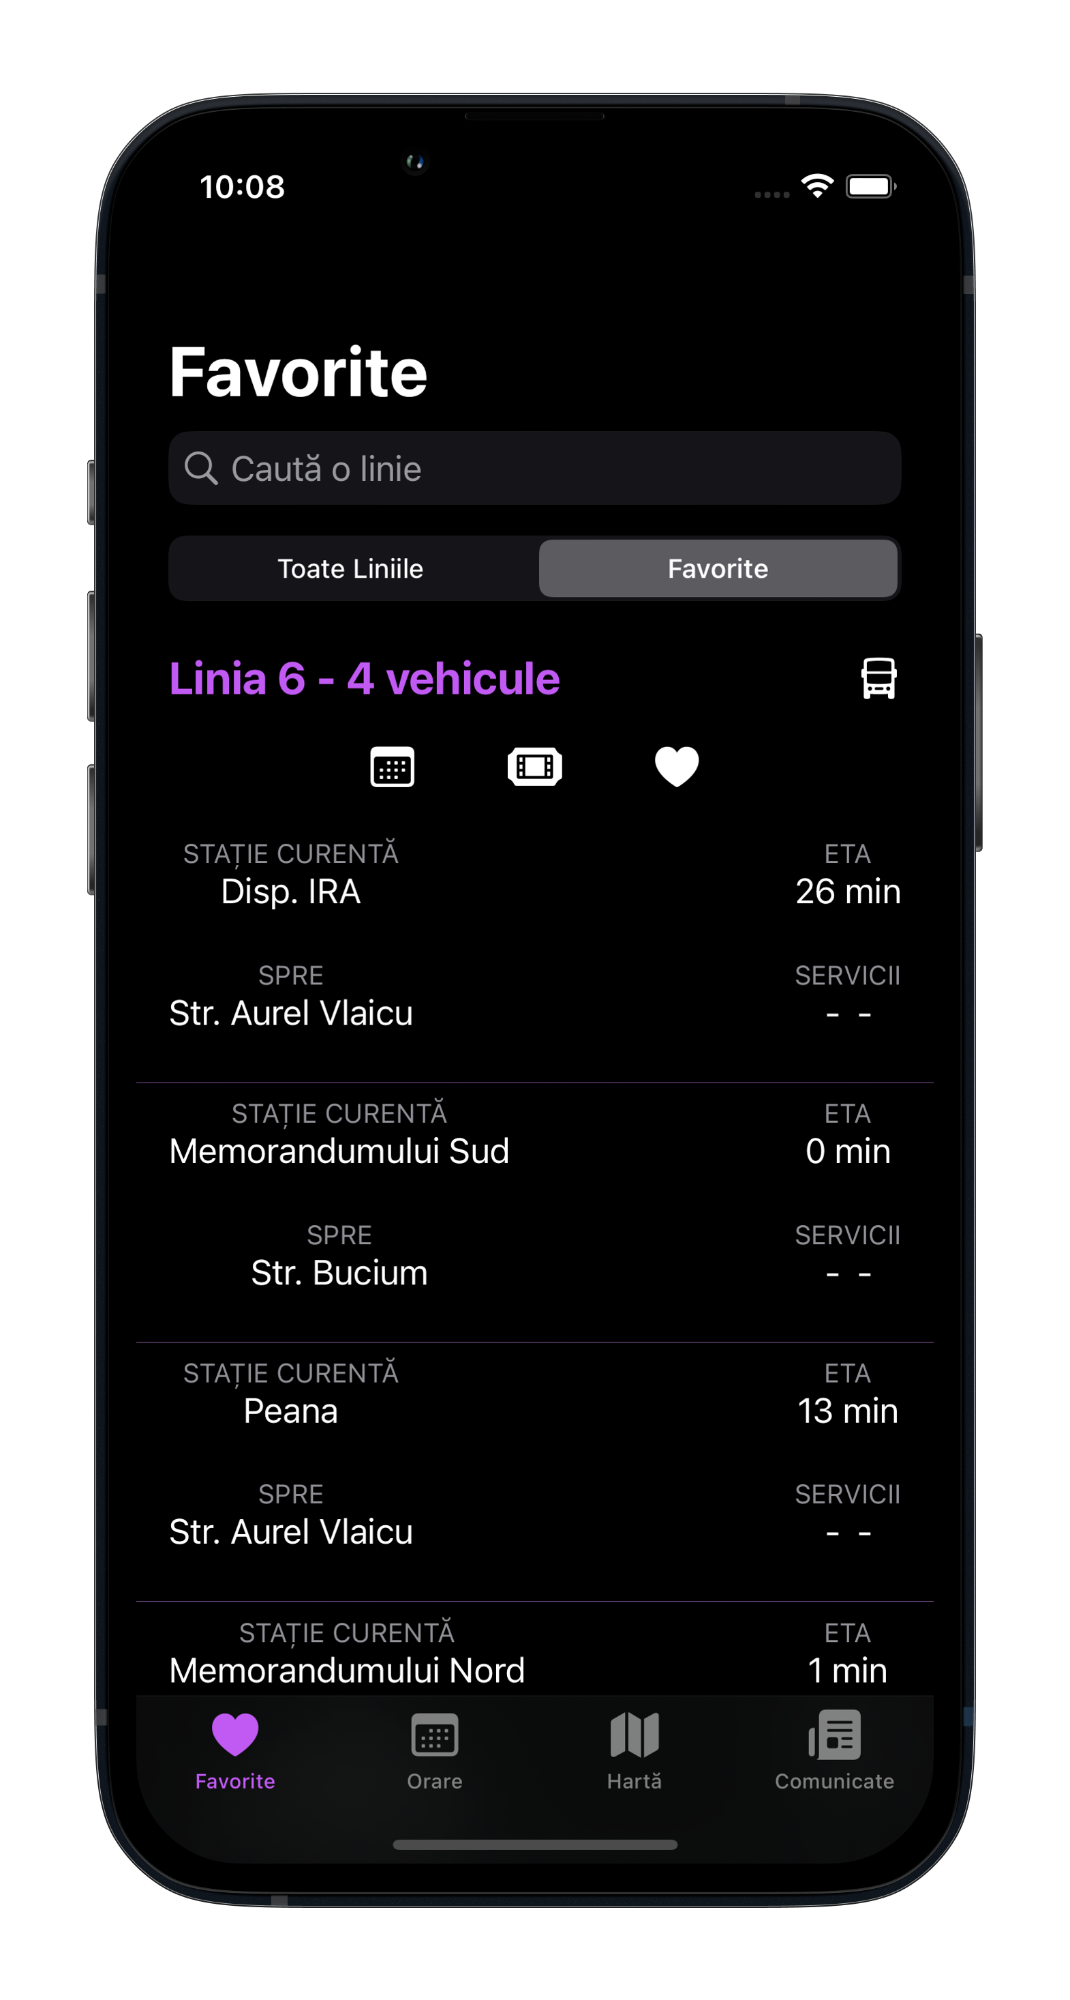 10:08
Favorite
Caută o linie
Toate Liniile Favorite
Linia 6 - 4 vehicule
STAȚIE CURENTĂ ETA
Disp. IRA 26 min
SPRE SERVICII
Str. Aurel Vlaicu - -
STAȚIE CURENTĂ ETA
Memorandumului Sud 0 min
SPRE SERVICII
Str. Bucium - -
STAȚIE CURENTĂ ETA
Peana 13 min
SPRE SERVICII
Str. Aurel Vlaicu - -
STAȚIE CURENTĂ ETA
Memorandumului Nord 1 min
Favorite Orare Hartă Comunicate